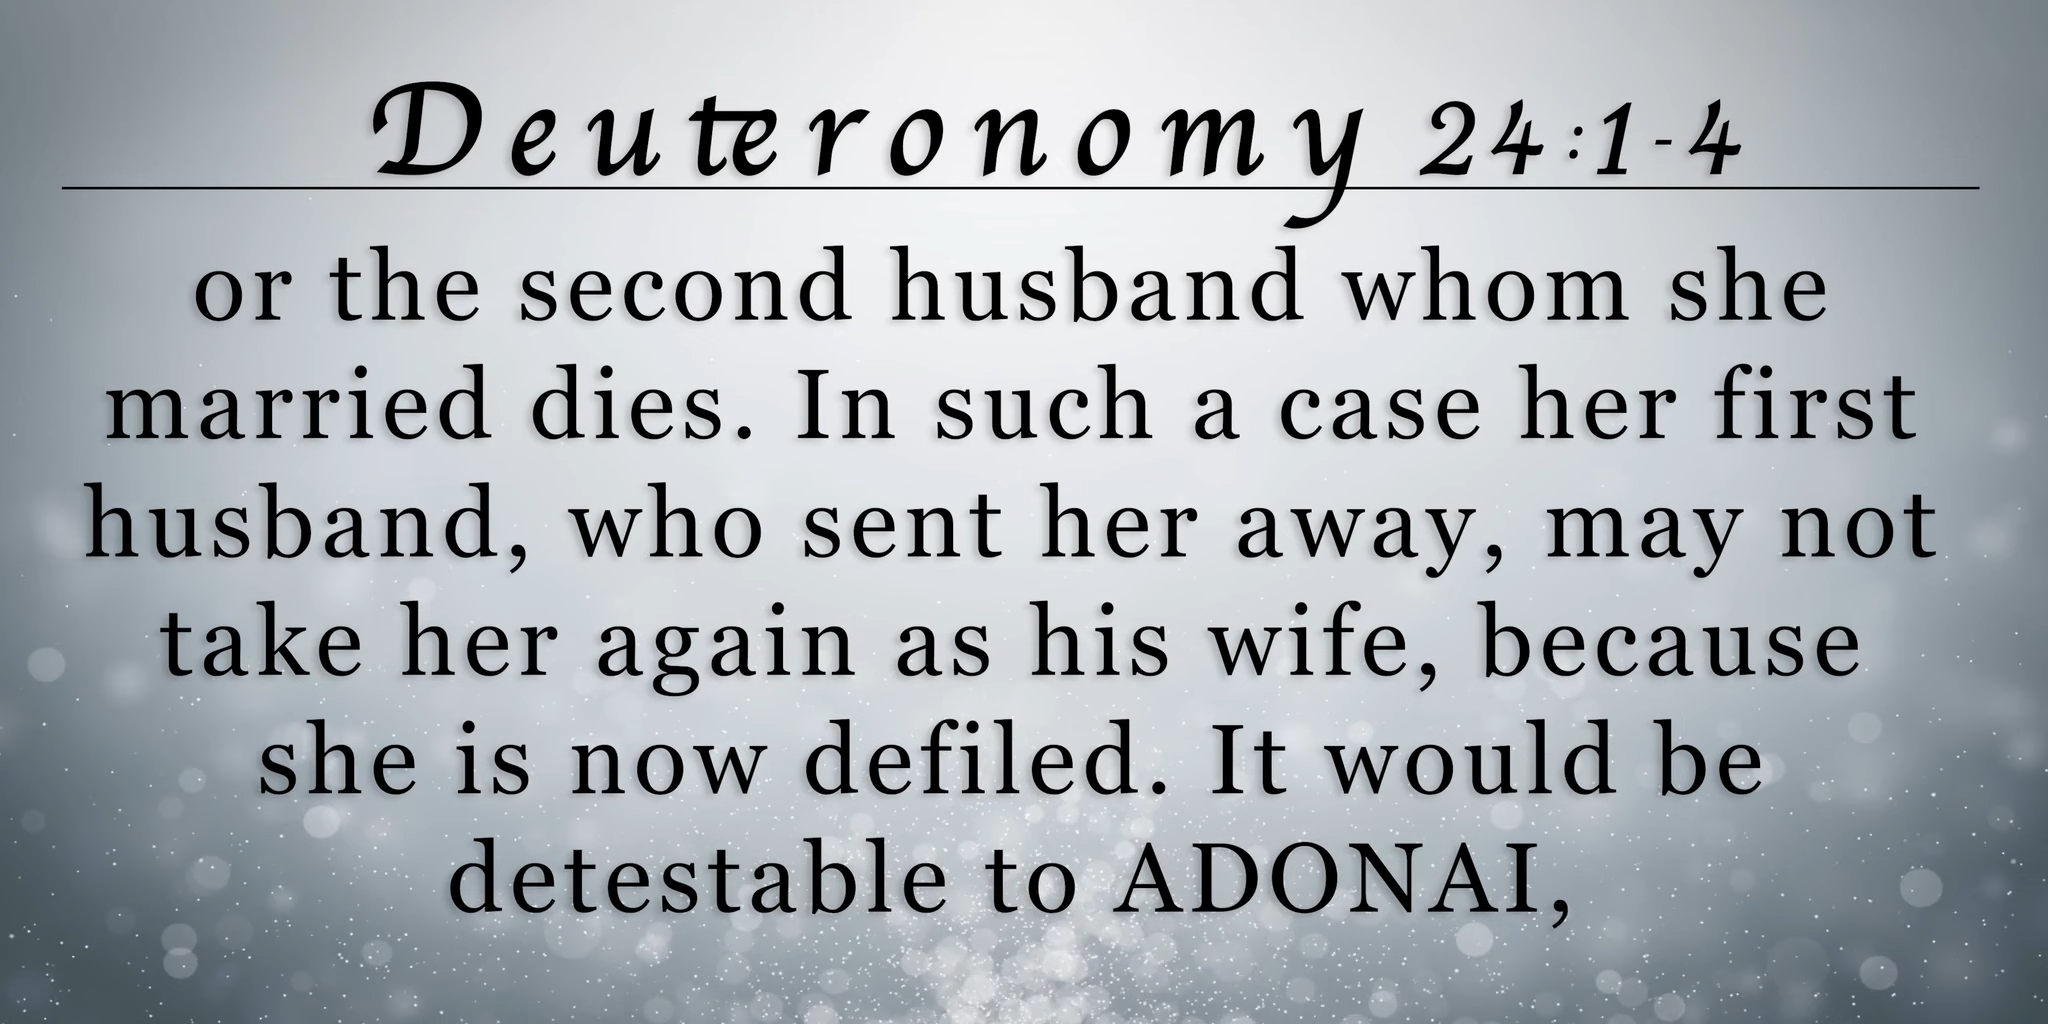 Deuteronomy 24:1-4
or the second husband whom she
married dies. In such a case her first
husband, who sent her away, may not
take her again as his wife, because
she is now defiled. It would be
detestable to ADONAI,